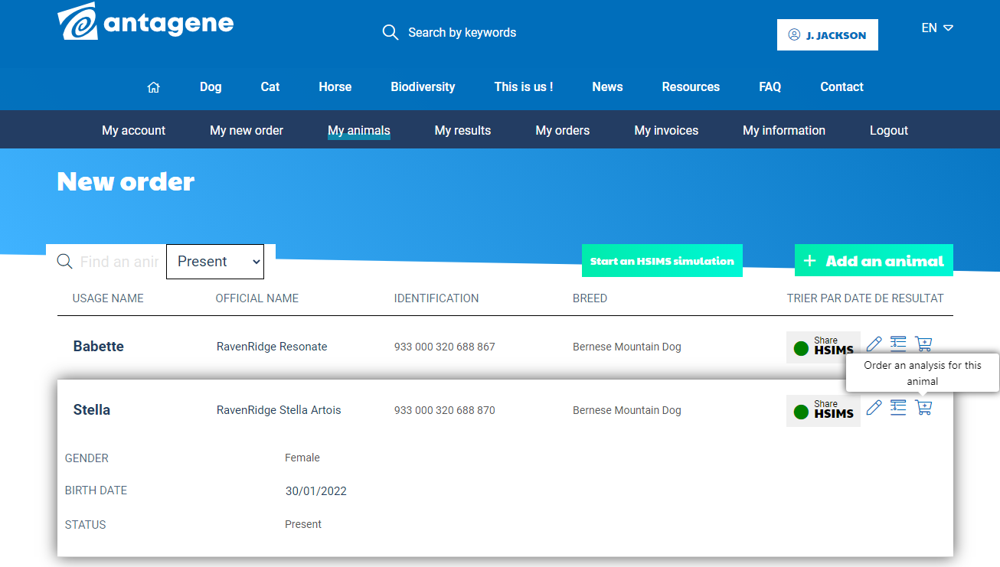 antagene
Search by keywords
J. JACKSON
EN
Dog Cat Horse Biodiversity This is us ! News Resources FAQ Contact
My account My new order My animals My results My orders My invoices My information Logout
New order
Find an anir
Present
Start an HSIMS simulation
+ Add an animal
USAGE NAME OFFICIAL NAME IDENTIFICATION BREED TRIER PAR DATE DE RESULTAT
Babette RavenRidge Resonate 933 000 320 688 867 Bernese Mountain Dog
Share
HSIMS
Order an analysis for this
animal
Stella RavenRidge Stella Artois 933 000 320 688 870 Bernese Mountain Dog
Share
HSIMS
GENDER Female
BIRTH DATE 30/01/2022
STATUS Present